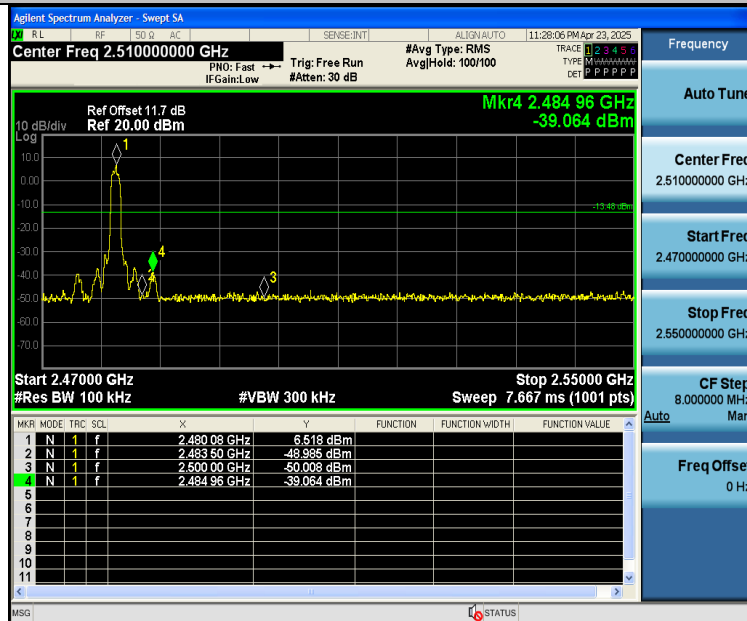 Agilent Spectrum Analyzer - Swept SA
LXI RL RF 50 Ω AC SENSE:INT ALIGN AUTO 11:28:06 PM Apr 23, 2025
Center Freq 2.510000000 GHz
#Avg Type: RMS
TRACE 1 2 3 4 5 6
PNO: Fast Trig: Free Run Avg|Hold: 100/100
TYPE M
IFGain:Low #Atten: 30 dB
DET P P P P P P
Frequency
Auto Tune
Center Freq
2.510000000 GHz
Start Freq
2.470000000 GHz
Stop Freq
2.550000000 GHz
CF Step
8.000000 MHz
Auto Man
Freq Offset
0 Hz
Mkr4 2.484 96 GHz
-39.064 dBm
Ref Offset 11.7 dB
10 dB/div Ref 20.00 dBm
Log
10.0
0.00
-10.0
-20.0
-30.0
-40.0
-50.0
-60.0
-70.0
1
4
3
-13.48 dBm
Start 2.47000 GHz Stop 2.55000 GHz
#Res BW 100 kHz #VBW 300 kHz Sweep 7.667 ms (1001 pts)
MKR MODE TRC SCL X Y FUNCTION FUNCTION WIDTH FUNCTION VALUE
1 N 1 f 2.480 08 GHz 6.518 dBm
2 N 1 f 2.483 50 GHz -48.985 dBm
3 N 1 f 2.500 00 GHz -50.008 dBm
4 N 1 f 2.484 96 GHz -39.064 dBm
5
6
7
8
9
10
11
MSG STATUS